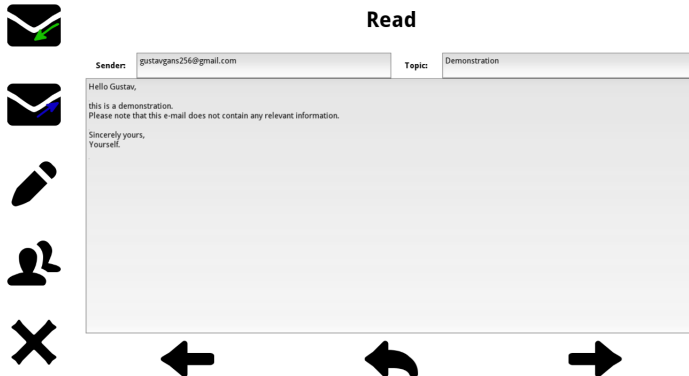 Read
Sender: gustavgans256@gmail.com Topic: Demonstration
Hello Gustav,
this is a demonstration.
Please note that this e-mail does not contain any relevant information.
Sincerely yours,
Yourself.